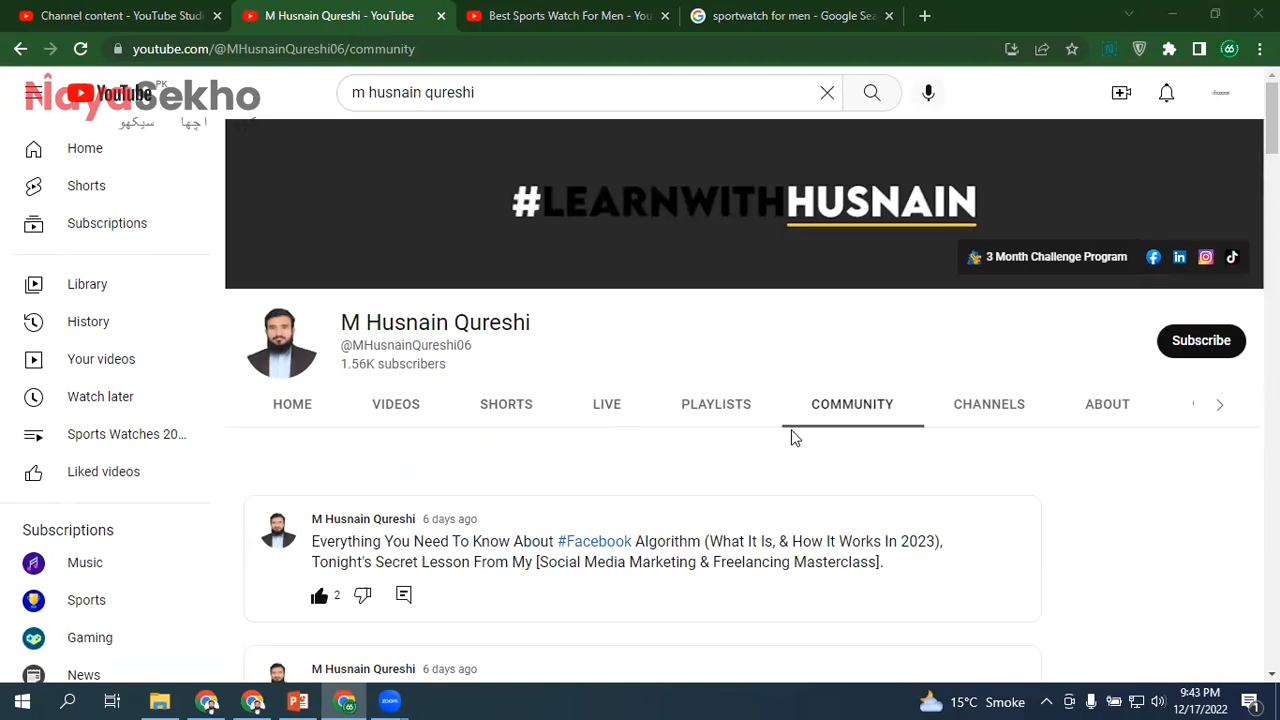 Channel content - YouTube Studi
M Husnain Qureshi - YouTube
Best Sports Watch For Men - You
sportwatch for men - Google Sea
youtube.com/@MHusnainQureshi06/community
NayaSekho
PK
YouTube
سیکھو اچھا
m husnain qureshi
Home
Shorts
Subscriptions
Library
History
Your videos
Watch later
Sports Watches 20...
Liked videos
Subscriptions
Music
Sports
Gaming
News
#LEARNWITHHUSNAIN
3 Month Challenge Program
M Husnain Qureshi
@MHusnainQureshi06
1.56K subscribers
Subscribe
HOME VIDEOS SHORTS LIVE PLAYLISTS COMMUNITY CHANNELS ABOUT
M Husnain Qureshi 6 days ago
Everything You Need To Know About #Facebook Algorithm (What It Is, & How It Works In 2023),
Tonight's Secret Lesson From My [Social Media Marketing & Freelancing Masterclass].
2
M Husnain Qureshi 6 days ago
zoom
66
15°C Smoke
9:43 PM
12/17/2022
1